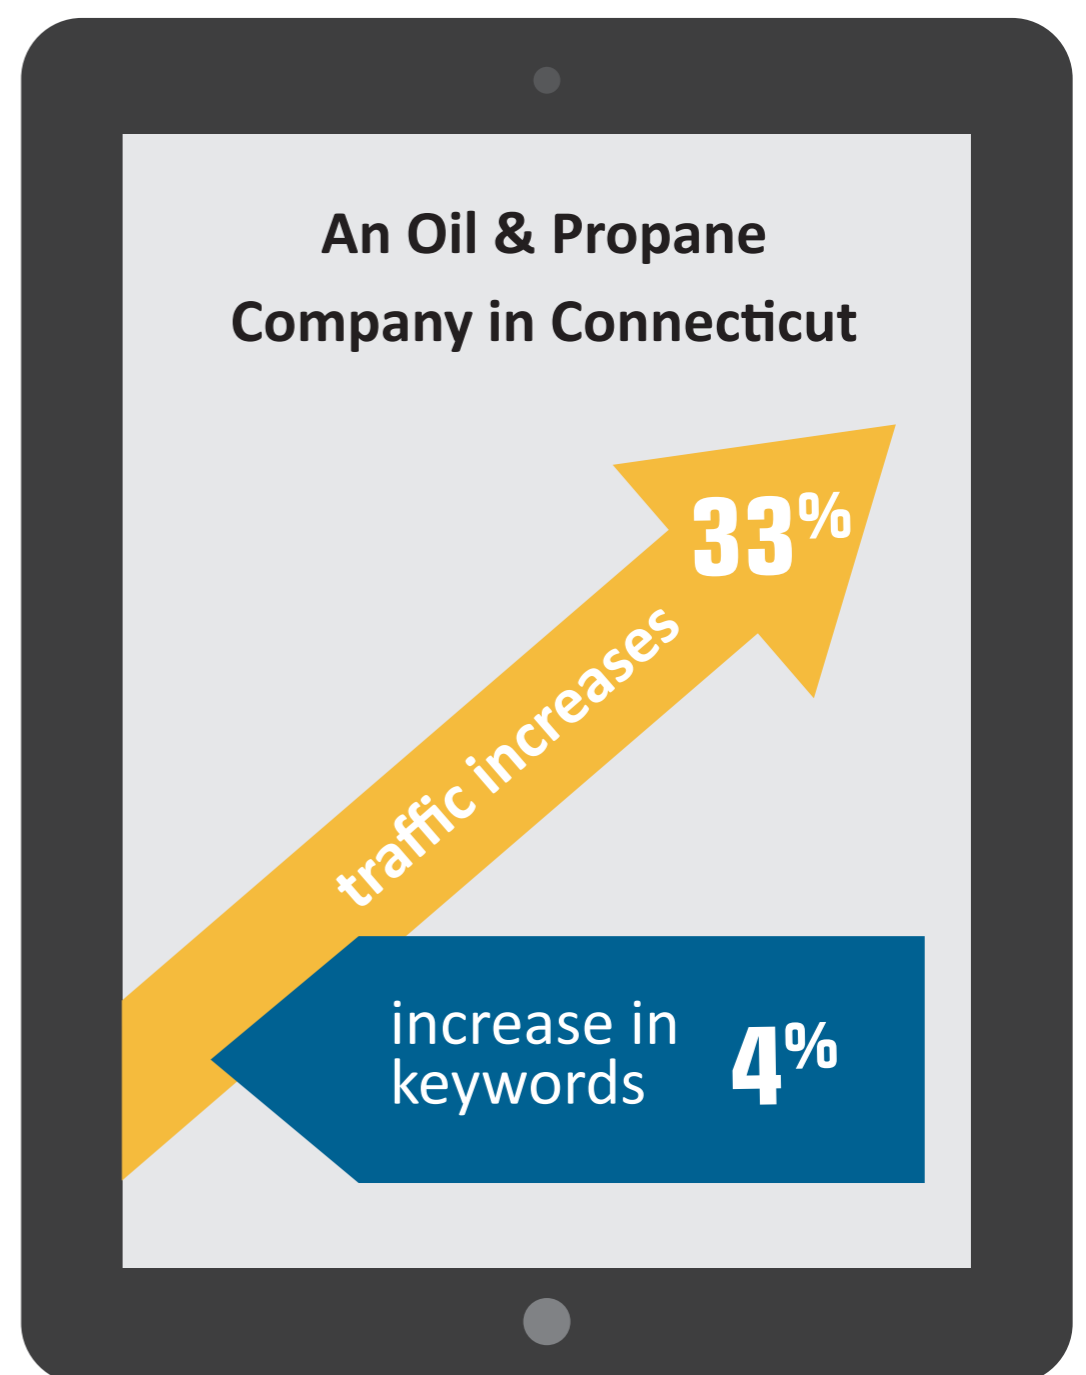 An Oil & Propane
Company in Connecticut
33%
traffic increases
increase in
keywords
4%